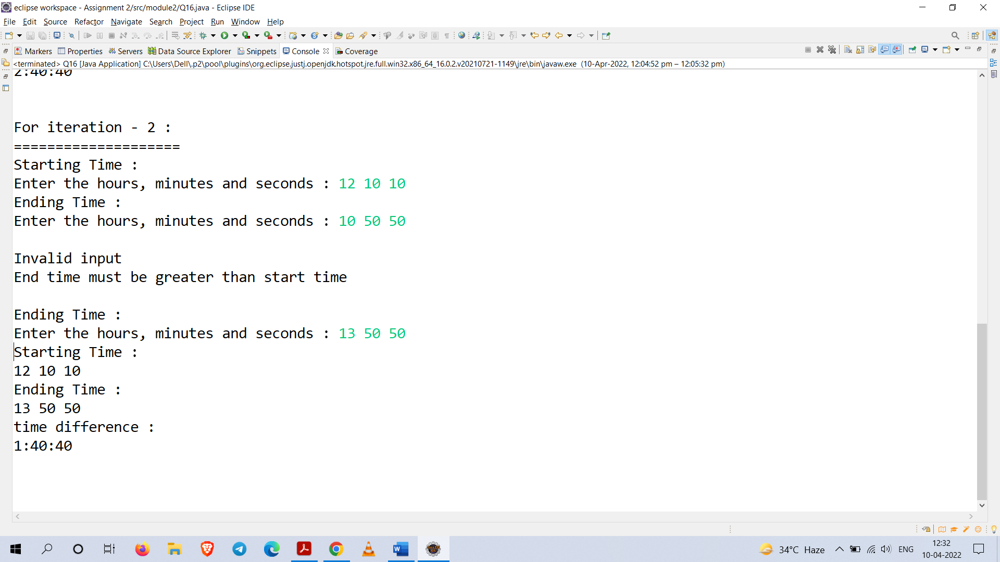 eclipse workspace - Assignment 2/src/module2/Q16.java - Eclipse IDE
File Edit Source Refactor Navigate Search Project Run Window Help
Markers Properties Servers Data Source Explorer Snippets Console Coverage
<terminated> Q16 [Java Application] C:\Users\Dell\.p2\pool\plugins\org.eclipse.justj.openjdk.hotspot.jre.full.win32.x86_64_16.0.2.v20210721-1149\jre\bin\javaw.exe (10-Apr-2022, 12:04:52 pm – 12:05:32 pm)
2:40:40
For iteration - 2 :
====================
Starting Time :
Enter the hours, minutes and seconds : 12 10 10
Ending Time :
Enter the hours, minutes and seconds : 10 50 50
Invalid input
End time must be greater than start time
Ending Time :
Enter the hours, minutes and seconds : 13 50 50
Starting Time :
12 10 10
Ending Time :
13 50 50
time difference :
1:40:40
34°C Haze ENG 12:32
10-04-2022